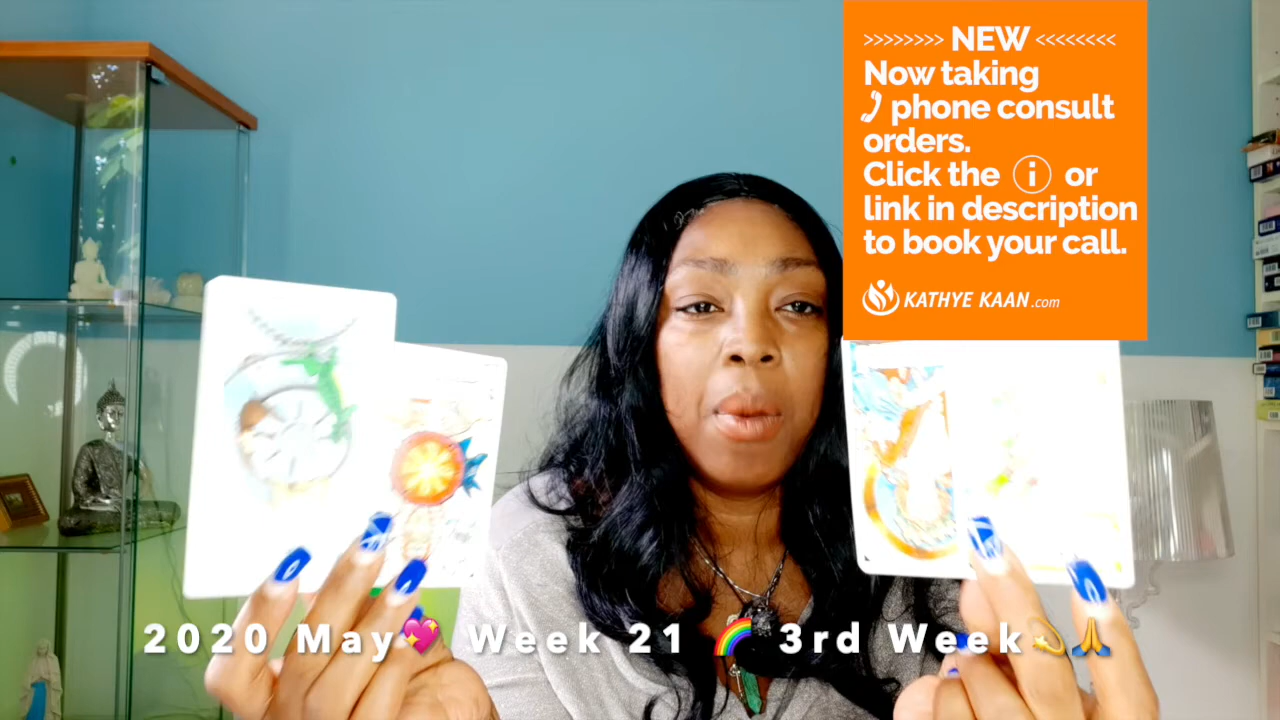 >>>>>>>> NEW <<<<<<<<
Now taking
phone consult
orders.
Click the ⓘ or
link in description
to book your call.
KATHYE KAAN.com
2020 May💖 Week 21 🌈 3rd Week💫🙏